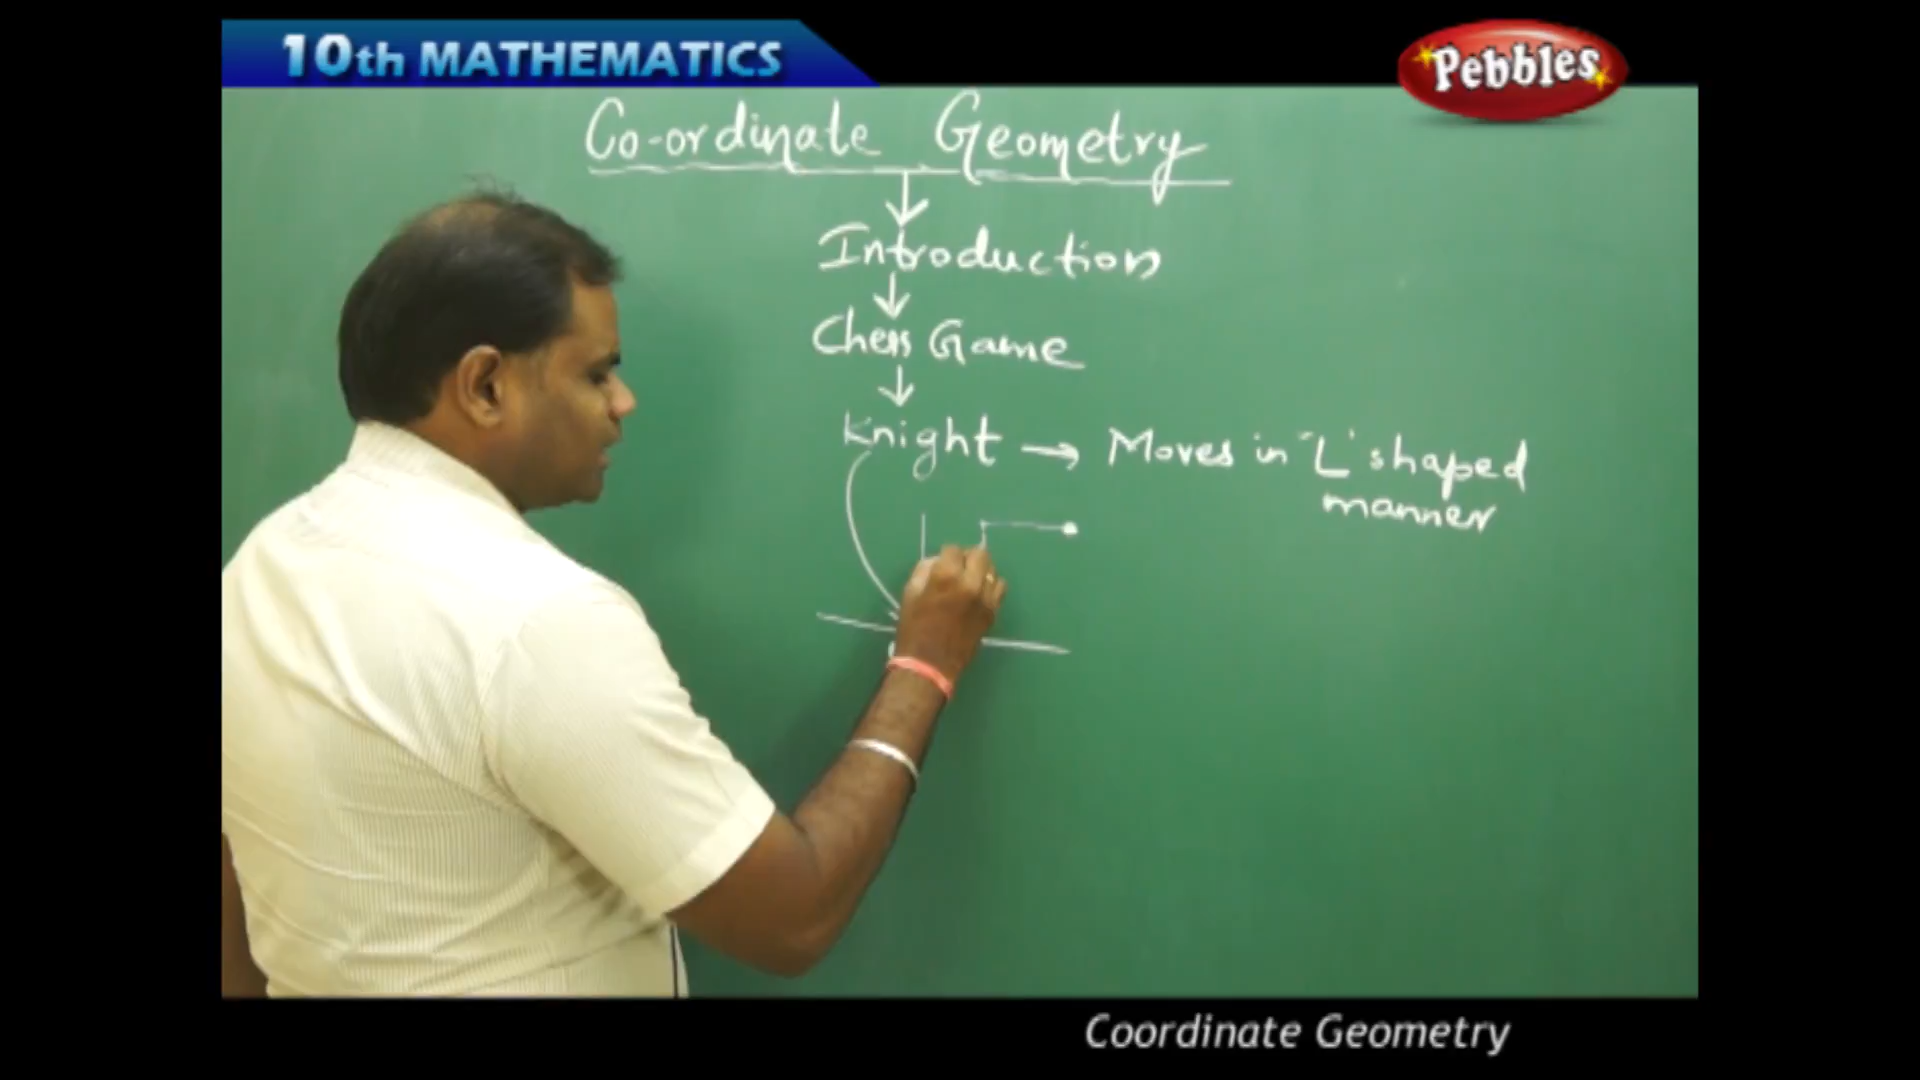 10th MATHEMATICS
Pebbles
Co-ordinate Geometry
Introduction
Chess Game
Knight → Moves in "L" shaped
manner
Coordinate Geometry